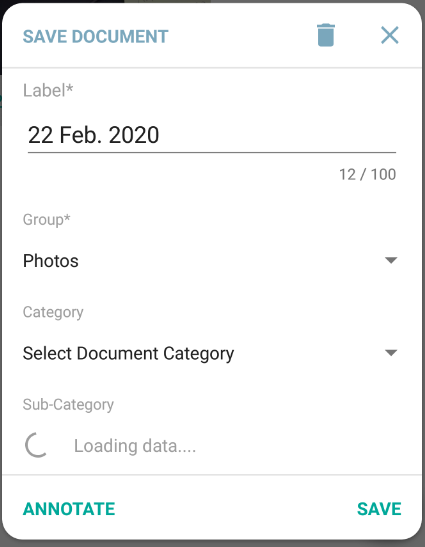 SAVE DOCUMENT
Label*
22 Feb. 2020
12 / 100
Group*
Photos
Category
Select Document Category
Sub-Category
Loading data....
ANNOTATE SAVE